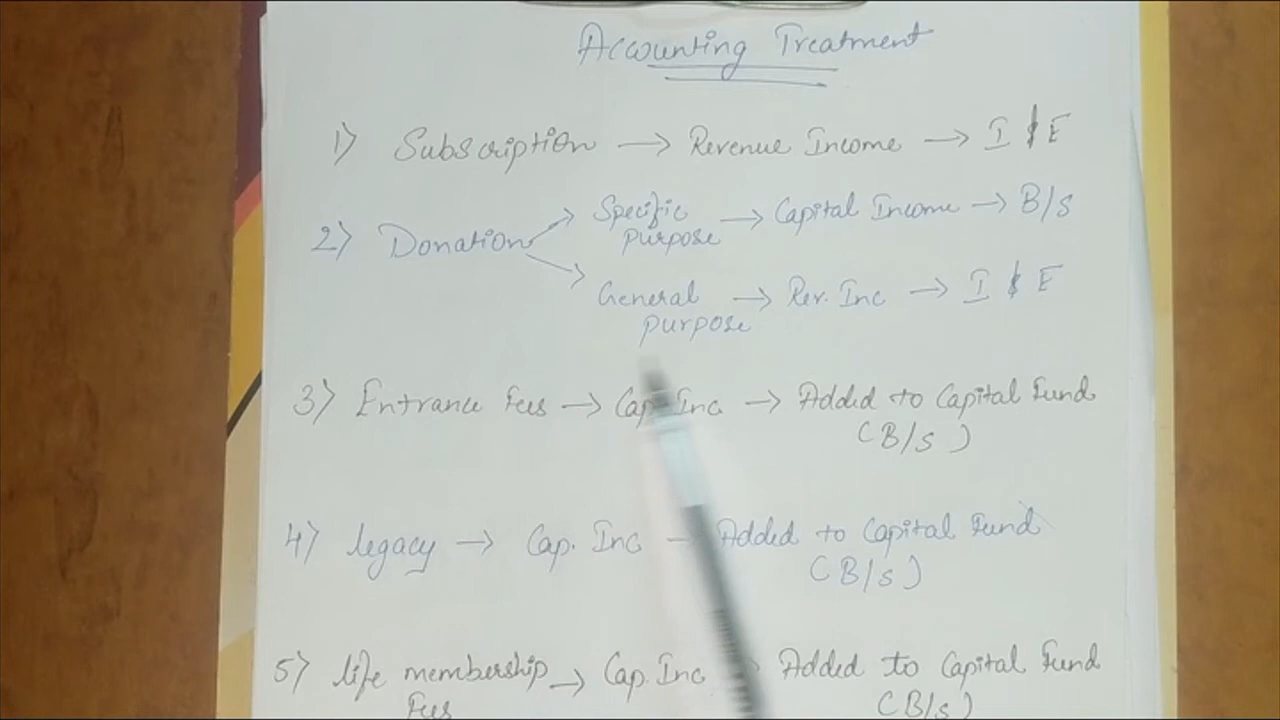 Accounting Treatment
1) Subscription → Revenue Income → I & E
2) Donation → Specific purpose → Capital Income → B/S
→ General purpose → Rev. Inc → I & E
3) Entrance Fees → Cap. Inc → Added to Capital Fund
(B/S)
4) Legacy → Cap. Inc → Added to Capital Fund
(B/S)
5) Life membership → Cap. Inc Added to Capital Fund
Fees (B/S)